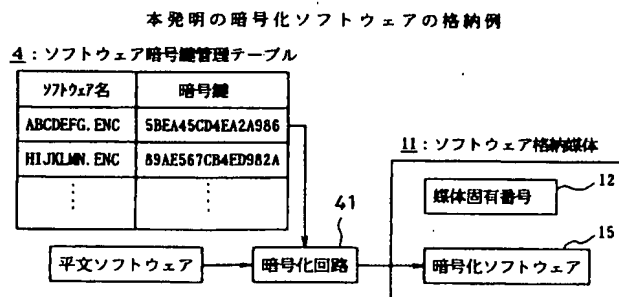 本発明の暗号化ソフトウェアの格納例
4：ソフトウェア暗号鍵管理テーブル
ソフトウェア名 暗号鍵
ABCDEFG.ENC 5BEA45CD4EA2A986
HIJKLMN.ENC 89AE567CB4ED982A
11：ソフトウェア格納媒体
媒体固有番号 12
41
15
平文ソフトウェア 暗号化回路 暗号化ソフトウェア